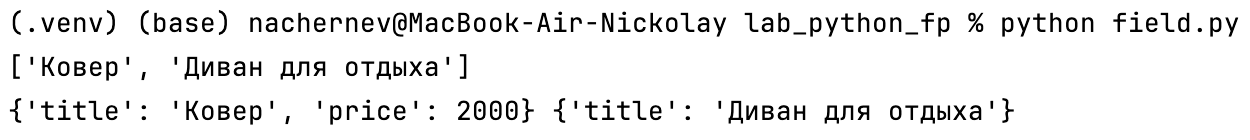 (.venv) (base) nachernev@MacBook-Air-Nickolay lab_python_fp % python field.py
['Ковер', 'Диван для отдыха']
{'title': 'Ковер', 'price': 2000} {'title': 'Диван для отдыха'}